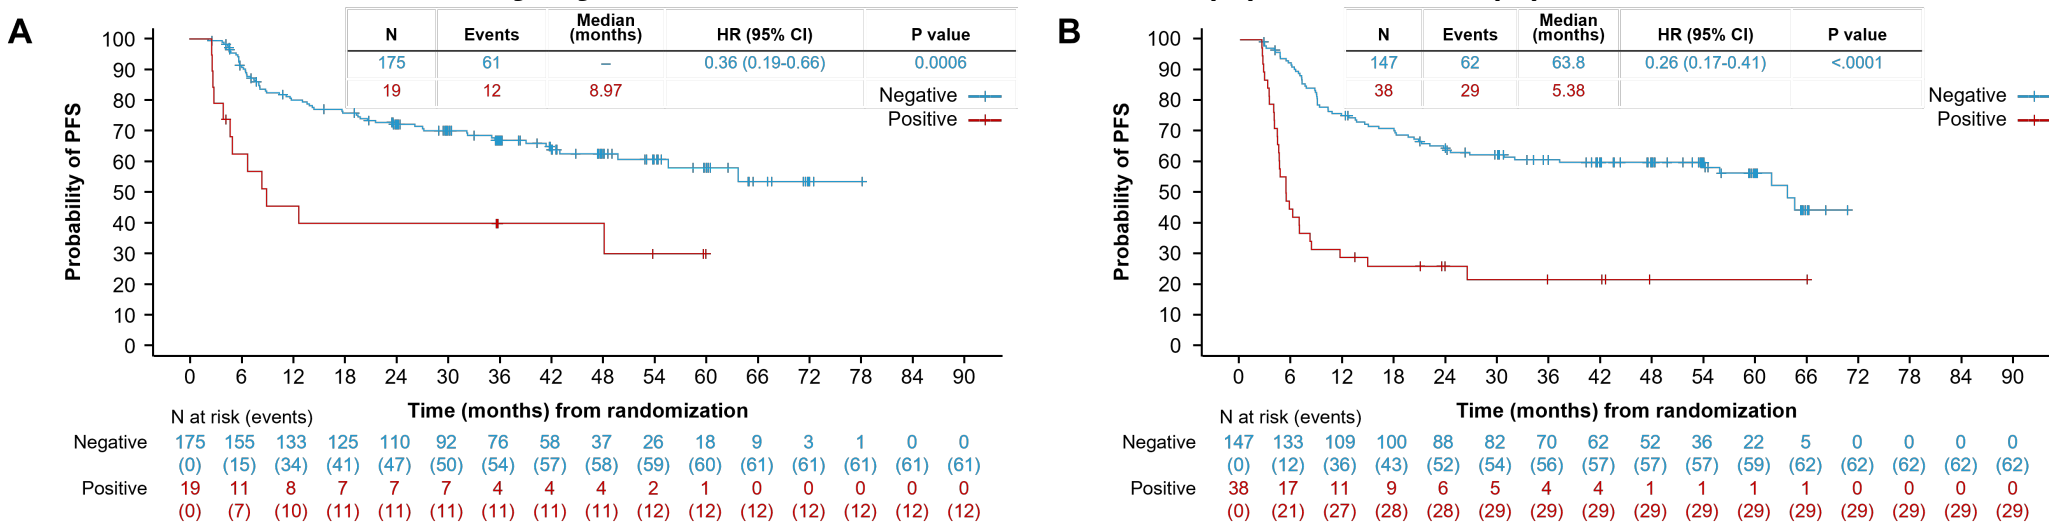 A
N Events Median (months) HR (95% CI) P value
175 61 – 0.36 (0.19-0.66) 0.0006
19 12 8.97
Negative
Positive
Probability of PFS
100
90
80
70
60
50
40
30
20
10
0
0 6 12 18 24 30 36 42 48 54 60 66 72 78 84 90
Time (months) from randomization
N at risk (events)
Negative 175 155 133 125 110 92 76 58 37 26 18 9 3 1 0 0
(0) (15) (34) (41) (47) (50) (54) (57) (58) (59) (60) (61) (61) (61) (61) (61)
Positive 19 11 8 7 7 7 4 4 4 2 1 0 0 0 0 0
(0) (7) (10) (11) (11) (11) (11) (11) (11) (12) (12) (12) (12) (12) (12) (12)
B
N Events Median (months) HR (95% CI) P value
147 62 63.8 0.26 (0.17-0.41) <.0001
38 29 5.38
Negative
Positive
Probability of PFS
100
90
80
70
60
50
40
30
20
10
0
0 6 12 18 24 30 36 42 48 54 60 66 72 78 84 90
Time (months) from randomization
N at risk (events)
Negative 147 133 109 100 88 82 70 62 52 36 22 5 0 0 0 0
(0) (12) (36) (43) (52) (54) (56) (57) (57) (57) (59) (62) (62) (62) (62) (62)
Positive 38 17 11 9 6 5 4 4 1 1 1 1 0 0 0 0
(0) (21) (27) (28) (28) (29) (29) (29) (29) (29) (29) (29) (29) (29) (29) (29)